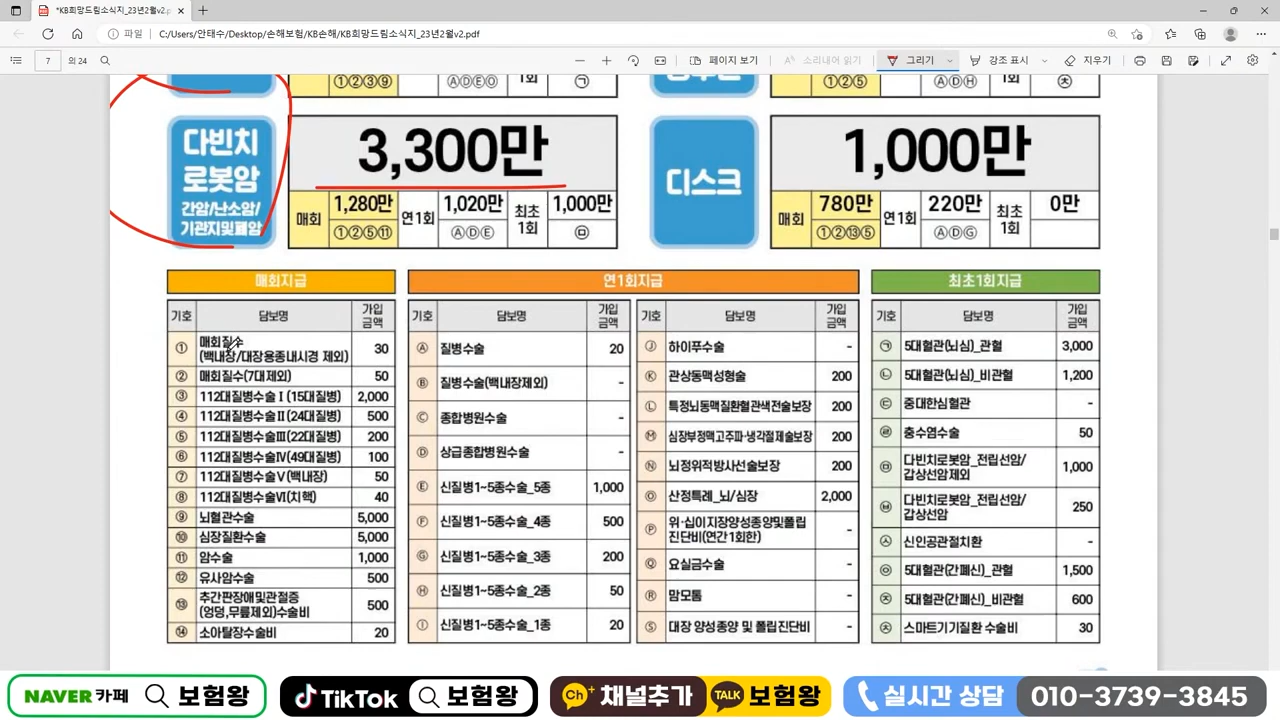 *KB희망드림소식지_23년2월v2.p
파일 C:/Users/안태수/Desktop/손해보험/KB손해/KB희망드림소식지_23년2월v2.pdf
7 의 24 페이지 보기 소리내어 읽기 그리기 강조 표시 지우기
①②③⑨ ⒶⒹⒺⓄ 1회 ㉠
①②⑤ ⒶⒹⒽ 1회 ㉨
다빈치
로봇암
간암/난소암/
기관지및폐암
3,300만
매회 1,280만 연1회 1,020만 최초 1회 1,000만
①②⑤⑪ ⒶⒹⒺ ㉤
디스크
1,000만
매회 780만 연1회 220만 최초 1회 0만
①②⑬⑤ ⒶⒹⒼ
매회지급
기호 담보명 가입금액
① 매회질수
(백내장/대장용종내시경 제외) 30
② 매회질수(7대제외) 50
③ 112대질병수술Ⅰ(15대질병) 2,000
④ 112대질병수술Ⅱ(24대질병) 500
⑤ 112대질병수술Ⅲ(22대질병) 200
⑥ 112대질병수술Ⅳ(49대질병) 100
⑦ 112대질병수술Ⅴ(백내장) 50
⑧ 112대질병수술Ⅵ(치핵) 40
⑨ 뇌혈관수술 5,000
⑩ 심장질환수술 5,000
⑪ 암수술 1,000
⑫ 유사암수술 500
⑬ 추간판장애및관절증
(엉덩,무릎제외)수술비 500
⑭ 소아탈장수술비 20
연1회지급
기호 담보명 가입금액
Ⓐ 질병수술 20
Ⓑ 질병수술(백내장제외) -
Ⓒ 종합병원수술 -
Ⓓ 상급종합병원수술 -
Ⓔ 신질병1~5종수술_5종 1,000
Ⓕ 신질병1~5종수술_4종 500
Ⓖ 신질병1~5종수술_3종 200
Ⓗ 신질병1~5종수술_2종 50
Ⓘ 신질병1~5종수술_1종 20
기호 담보명 가입금액
Ⓙ 하이푸수술 -
Ⓚ 관상동맥성형술 200
Ⓛ 특정뇌동맥질환혈관색전술보장 200
Ⓜ 심장부정맥고주파·냉각절제술보장 200
Ⓝ 뇌정위적방사선술보장 200
Ⓞ 산정특례_뇌/심장 2,000
Ⓟ 위·십이지장양성종양및폴립
진단비(연간1회한) -
Ⓠ 요실금수술 -
Ⓡ 맘모톰 -
Ⓢ 대장 양성종양 및 폴립진단비 -
최초1회지급
기호 담보명 가입금액
㉠ 5대혈관(뇌심)_관혈 3,000
㉡ 5대혈관(뇌심)_비관혈 1,200
㉢ 중대한심혈관 -
㉣ 충수염수술 50
㉤ 다빈치로봇암_전립선암/
갑상선암제외 1,000
㉥ 다빈치로봇암_전립선암/
갑상선암 250
㉦ 신인공관절치환 -
㉧ 5대혈관(간폐신)_관혈 1,500
㉨ 5대혈관(간폐신)_비관혈 600
㉩ 스마트기기질환 수술비 30
NAVER 카페 보험왕
TikTok 보험왕
Ch+ 채널추가 TALK 보험왕
실시간 상담 010-3739-3845